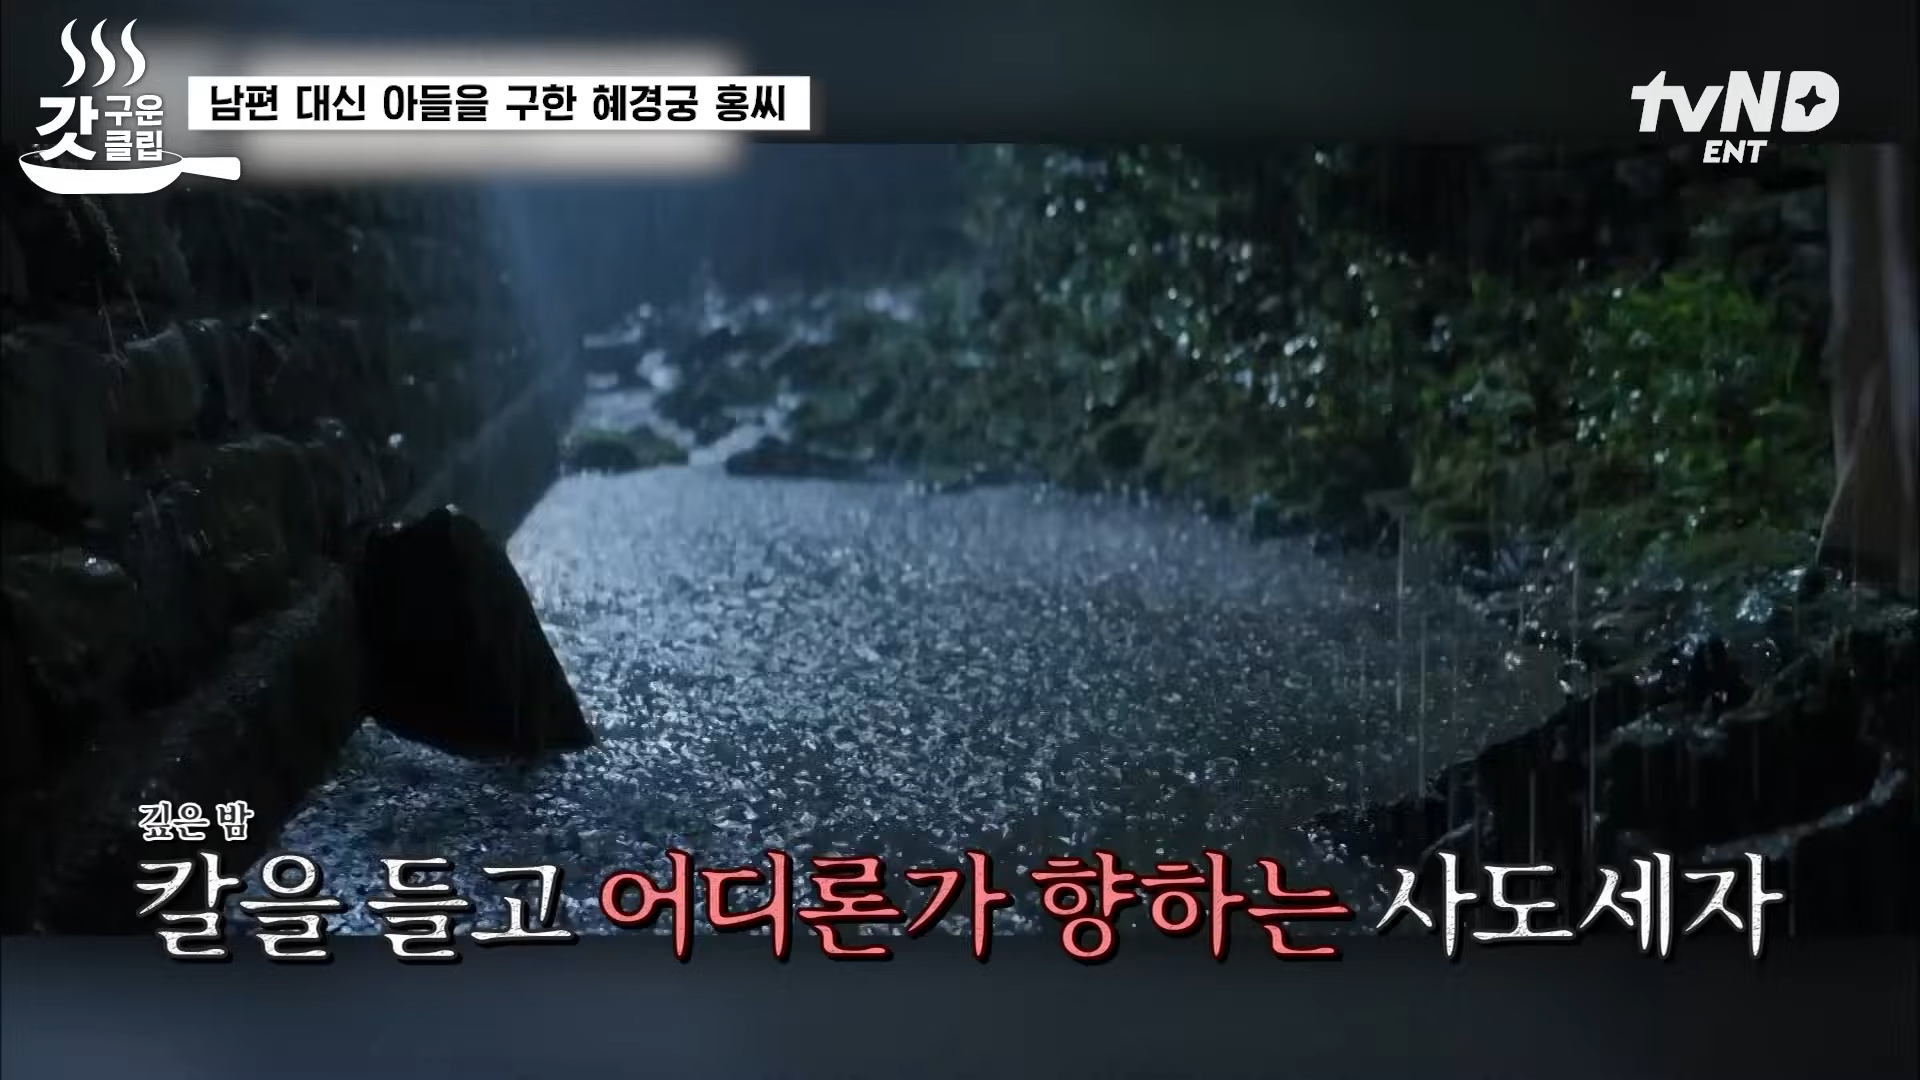 갓구운클립
남편 대신 아들을 구한 혜경궁 홍씨
tvND
ENT
깊은 밤
칼을 들고 어디론가 향하는 사도세자